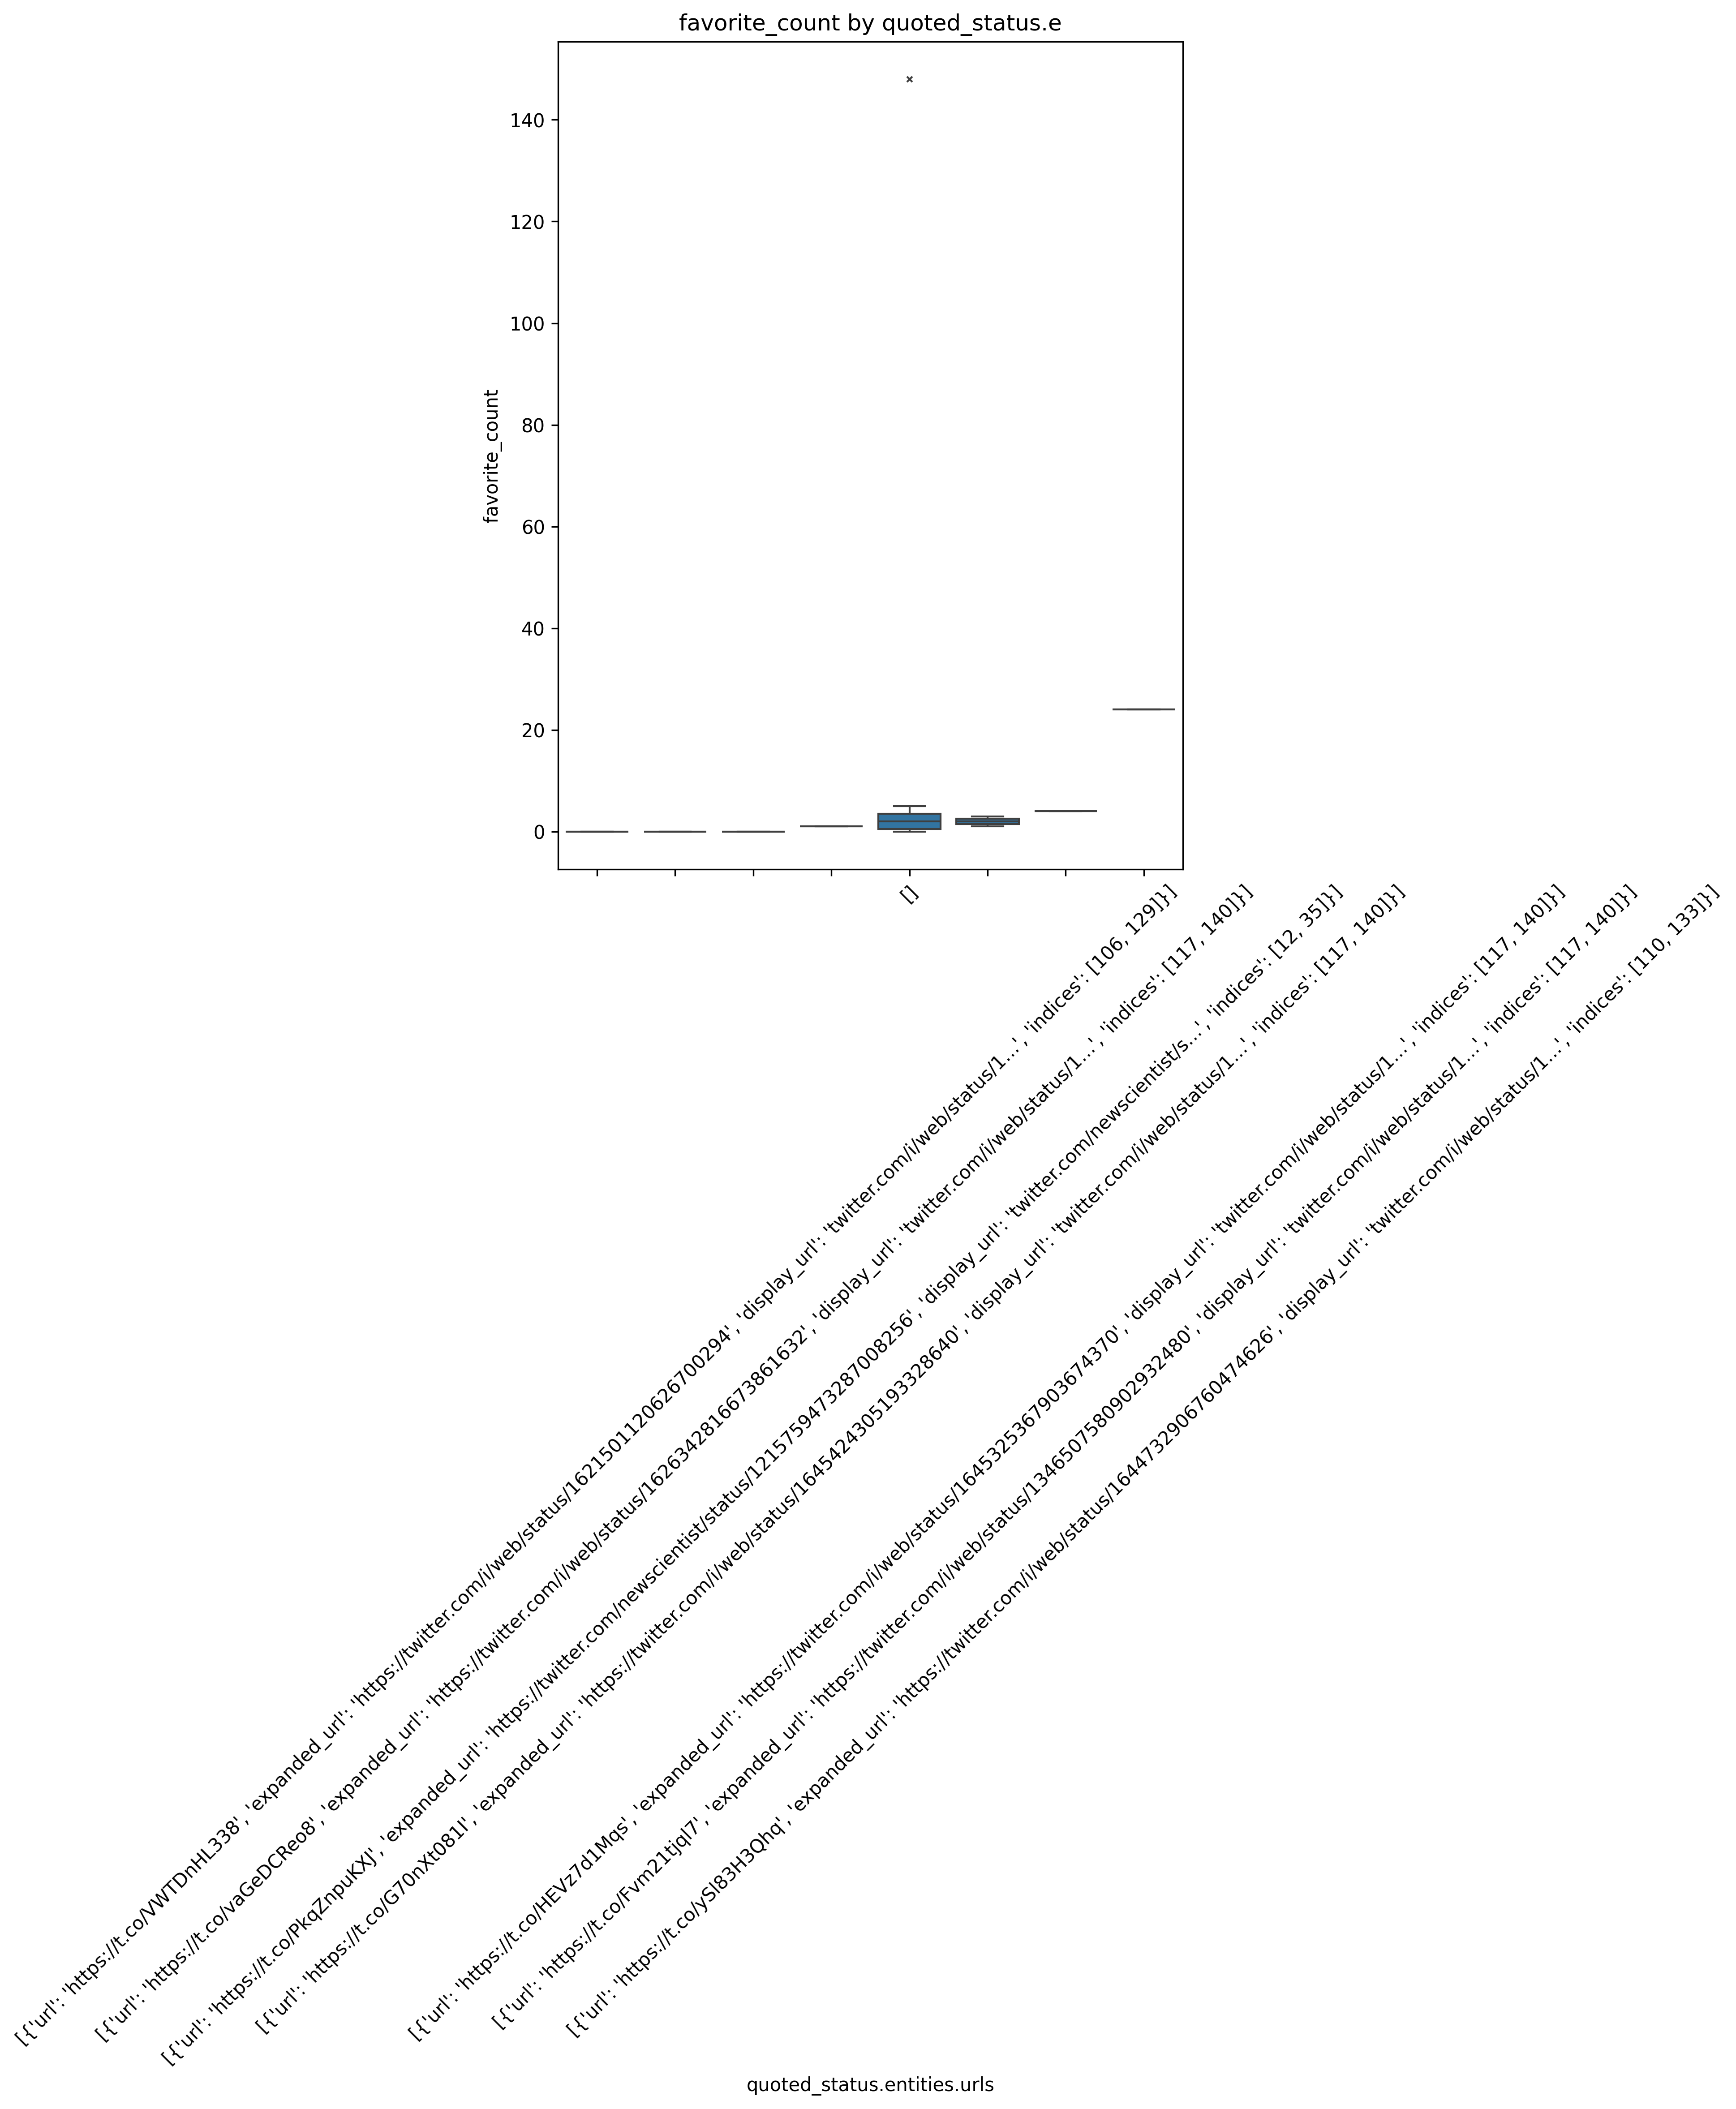 favorite_count by quoted_status.e
140
120
100
80
60
40
20
0
favorite_count
[{'url': 'https://t.co/VWTDnHL338', 'expanded_url': 'https://twitter.com/i/web/status/1621501120626700294', 'display_url': 'twitter.com/i/web/status/1…', 'indices': [106, 129]}]
[{'url': 'https://t.co/vaGeDCReo8', 'expanded_url': 'https://twitter.com/i/web/status/1626342816673861632', 'display_url': 'twitter.com/i/web/status/1…', 'indices': [117, 140]}]
[{'url': 'https://t.co/PkqZnpuKXJ', 'expanded_url': 'https://twitter.com/newscientist/status/1215759473287008256', 'display_url': 'twitter.com/newscientist/s…', 'indices': [12, 35]}]
[{'url': 'https://t.co/G70nXt081I', 'expanded_url': 'https://twitter.com/i/web/status/1645424305193328640', 'display_url': 'twitter.com/i/web/status/1…', 'indices': [117, 140]}]
[]
[{'url': 'https://t.co/HEVz7d1Mqs', 'expanded_url': 'https://twitter.com/i/web/status/1645325367903674370', 'display_url': 'twitter.com/i/web/status/1…', 'indices': [117, 140]}]
[{'url': 'https://t.co/Fvm21tjql7', 'expanded_url': 'https://twitter.com/i/web/status/1346507580902932480', 'display_url': 'twitter.com/i/web/status/1…', 'indices': [117, 140]}]
[{'url': 'https://t.co/ySl83H3Qhq', 'expanded_url': 'https://twitter.com/i/web/status/1644732906760474626', 'display_url': 'twitter.com/i/web/status/1…', 'indices': [110, 133]}]
quoted_status.entities.urls